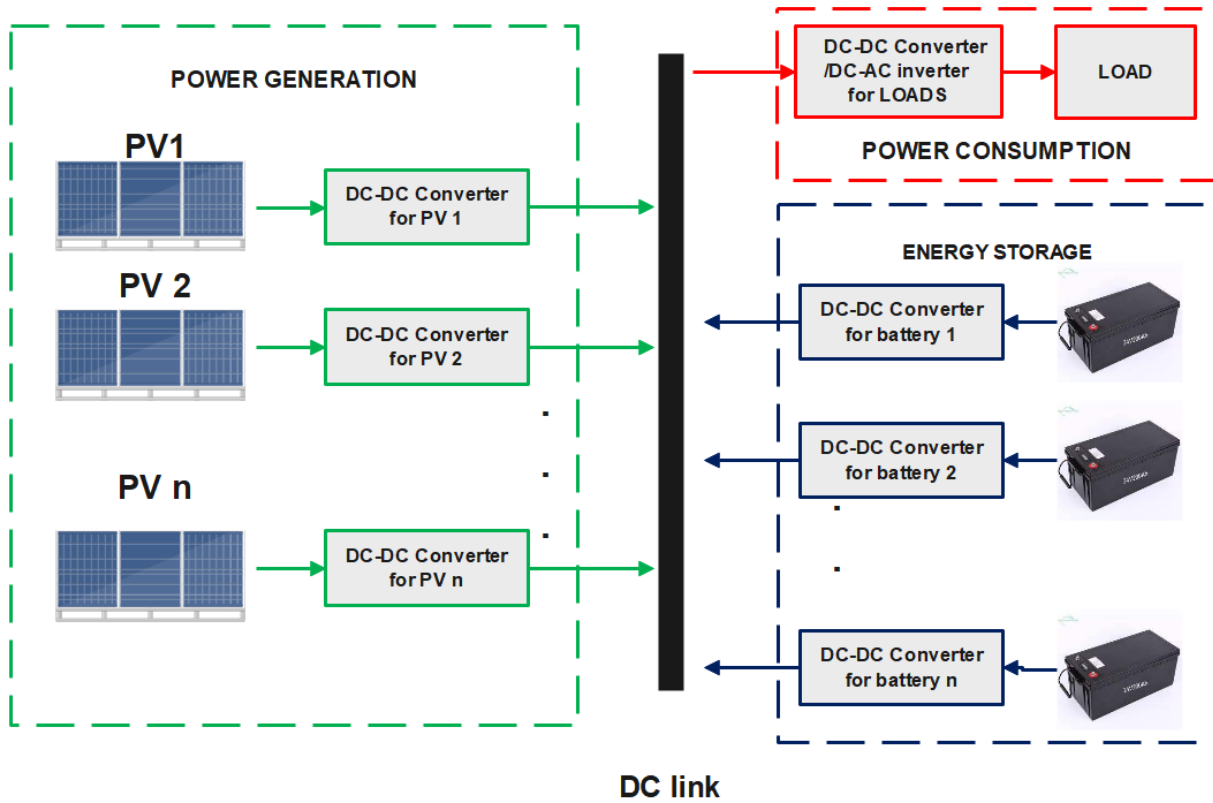 POWER GENERATION
PV1
DC-DC Converter
for PV 1
PV 2
DC-DC Converter
for PV 2
PV n
DC-DC Converter
for PV n
DC-DC Converter
/DC-AC inverter
for LOADS
LOAD
POWER CONSUMPTION
ENERGY STORAGE
DC-DC Converter
for battery 1
DC-DC Converter
for battery 2
DC-DC Converter
for battery n
DC link